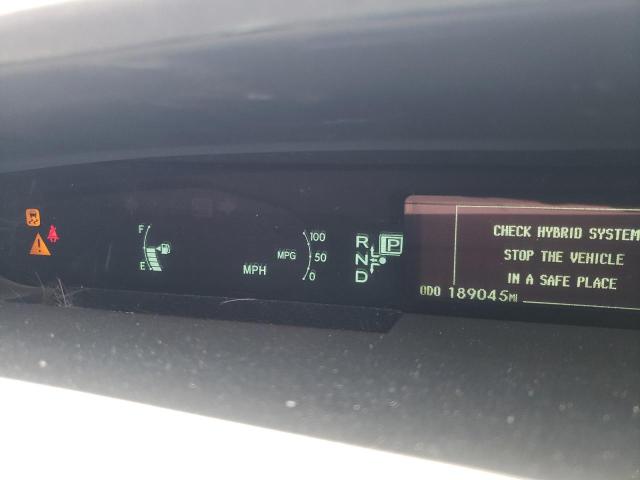 F
E
MPH
MPG
100
50
0
R
N
D
P
CHECK HYBRID SYSTEM
STOP THE VEHICLE
IN A SAFE PLACE
ODO 189045MI